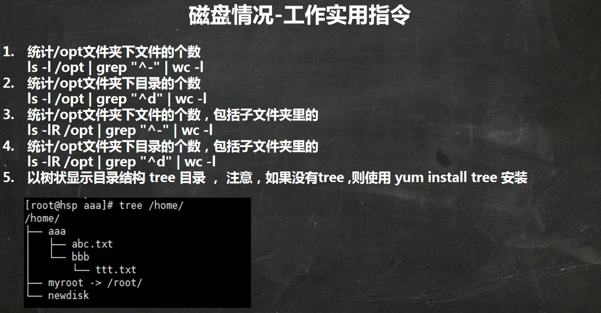 磁盘情况-工作实用指令
1. 统计/opt文件夹下文件的个数
ls -l /opt | grep "^-" | wc -l
2. 统计/opt文件夹下目录的个数
ls -l /opt | grep "^d" | wc -l
3. 统计/opt文件夹下文件的个数，包括子文件夹里的
ls -lR /opt | grep "^-" | wc -l
4. 统计/opt文件夹下目录的个数，包括子文件夹里的
ls -lR /opt | grep "^d" | wc -l
5. 以树状显示目录结构 tree 目录 ， 注意，如果没有tree ,则使用 yum install tree 安装
[root@hsp aaa]# tree /home/
/home/
├── aaa
│   ├── abc.txt
│   └── bbb
│       └── ttt.txt
├── myroot -> /root/
└── newdisk